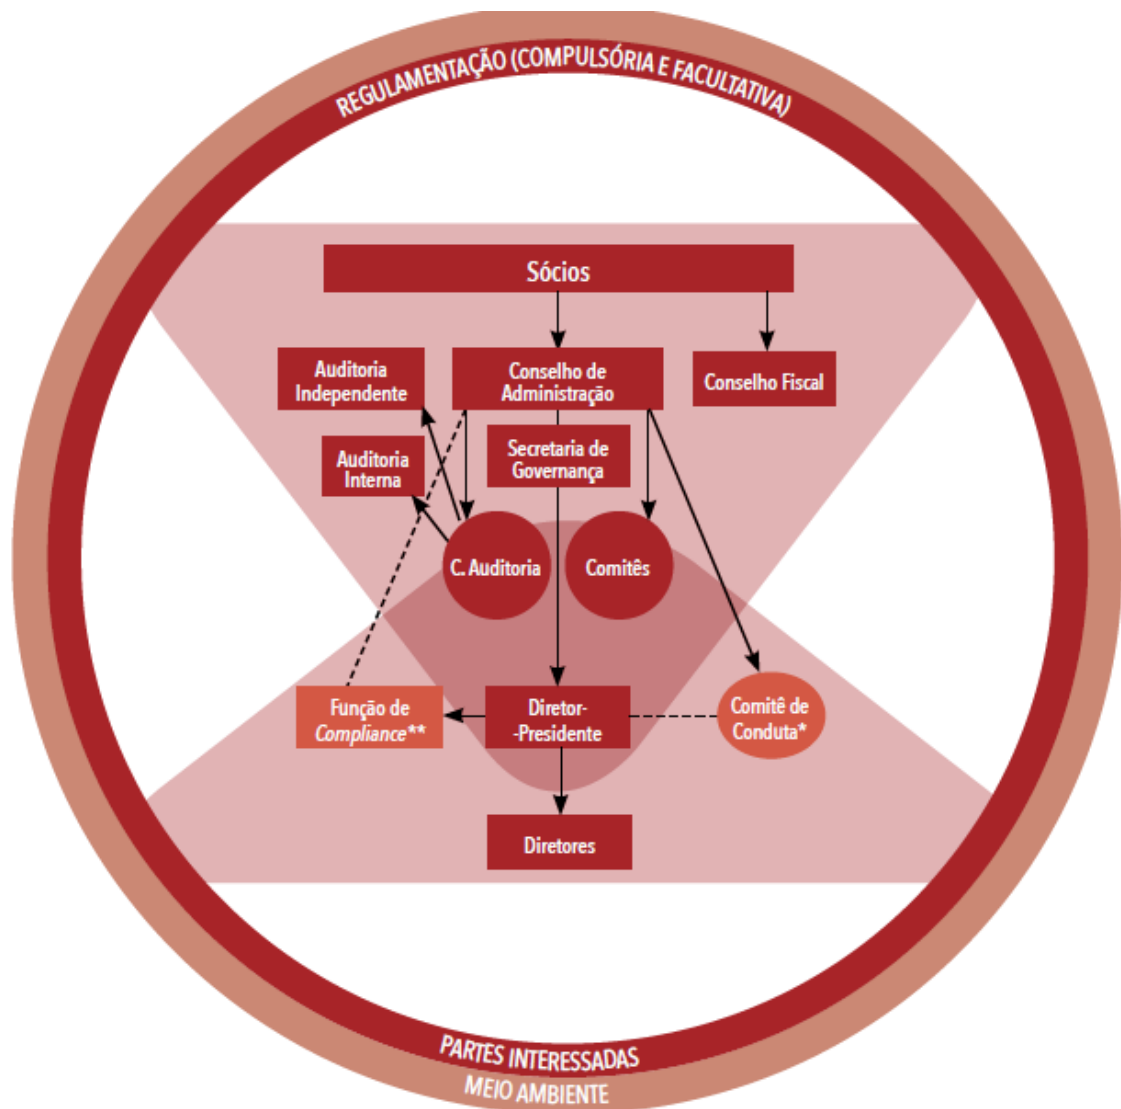 REGULAMENTAÇÃO (COMPULSÓRIA E FACULTATIVA)
Sócios
Auditoria
Independente
Conselho de
Administração
Conselho Fiscal
Auditoria
Interna
Secretaria de
Governança
C. Auditoria
Comitês
Função de
Compliance**
Diretor-
-Presidente
Comitê de
Conduta*
Diretores
PARTES INTERESSADAS
MEIO AMBIENTE